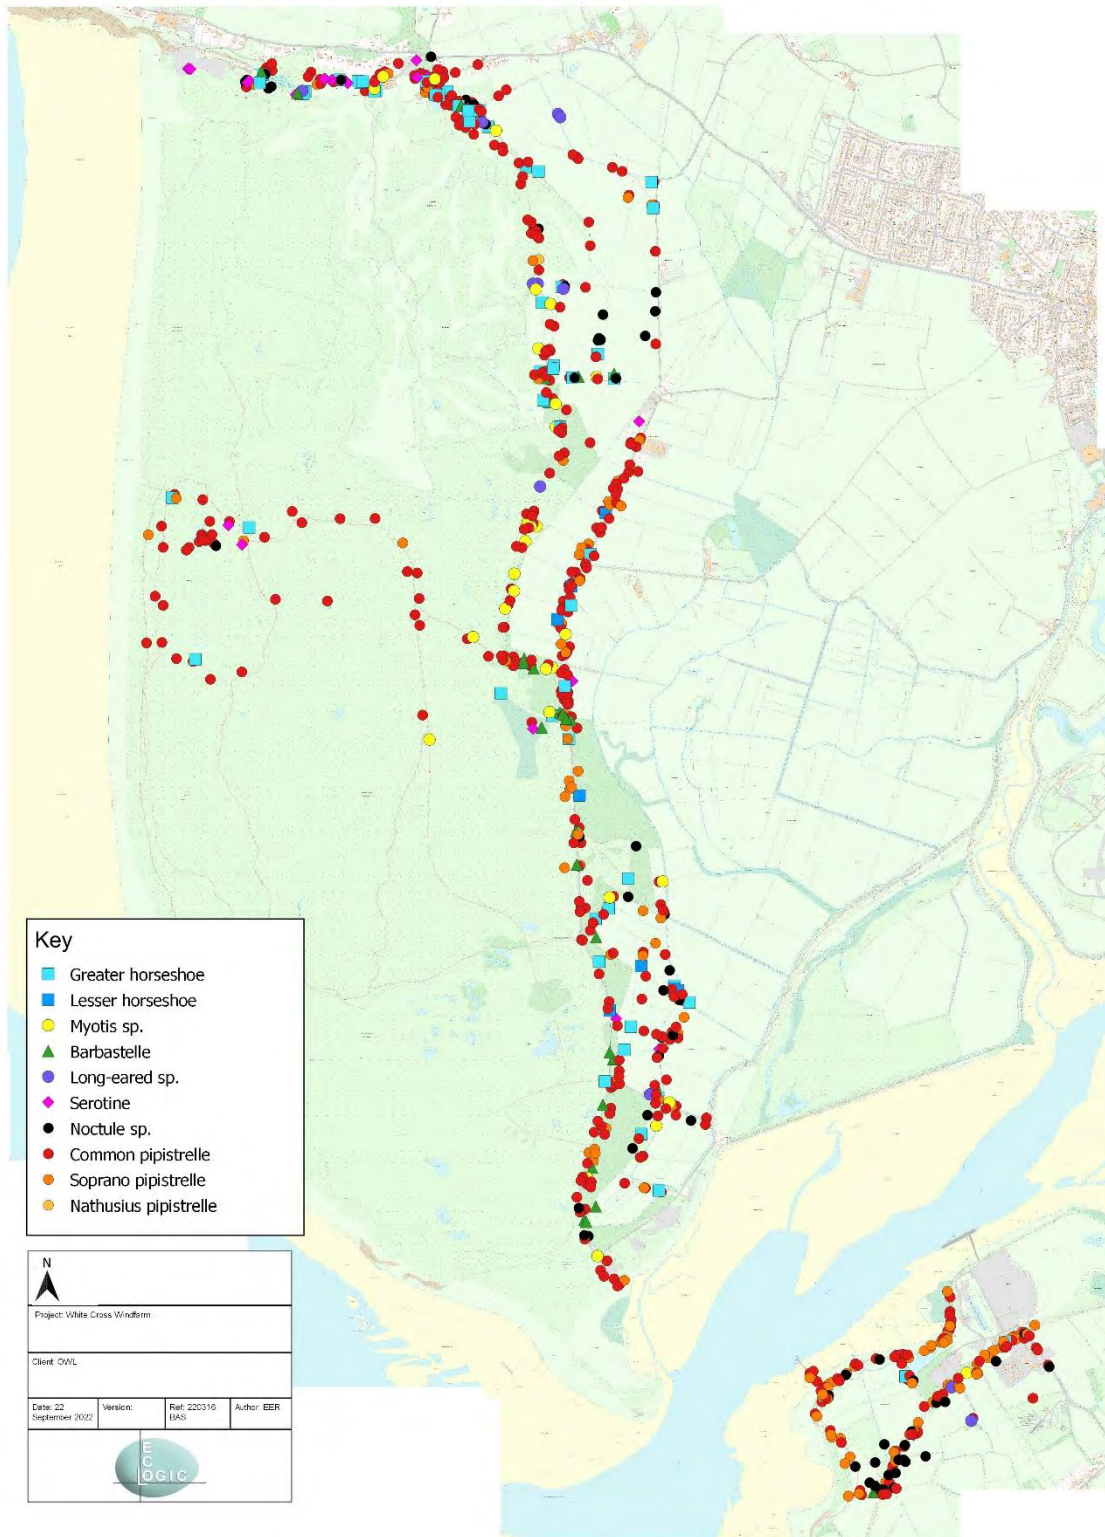 Key
Greater horseshoe
Lesser horseshoe
Myotis sp.
Barbastelle
Long-eared sp.
Serotine
Noctule sp.
Common pipistrelle
Soprano pipistrelle
Nathusius pipistrelle
N
Project: White Cross Windfarm
Client: OWL
Date: 22 September 2022
Version:
Ref: 220316 BAS
Author: EER
ECOLOGIC